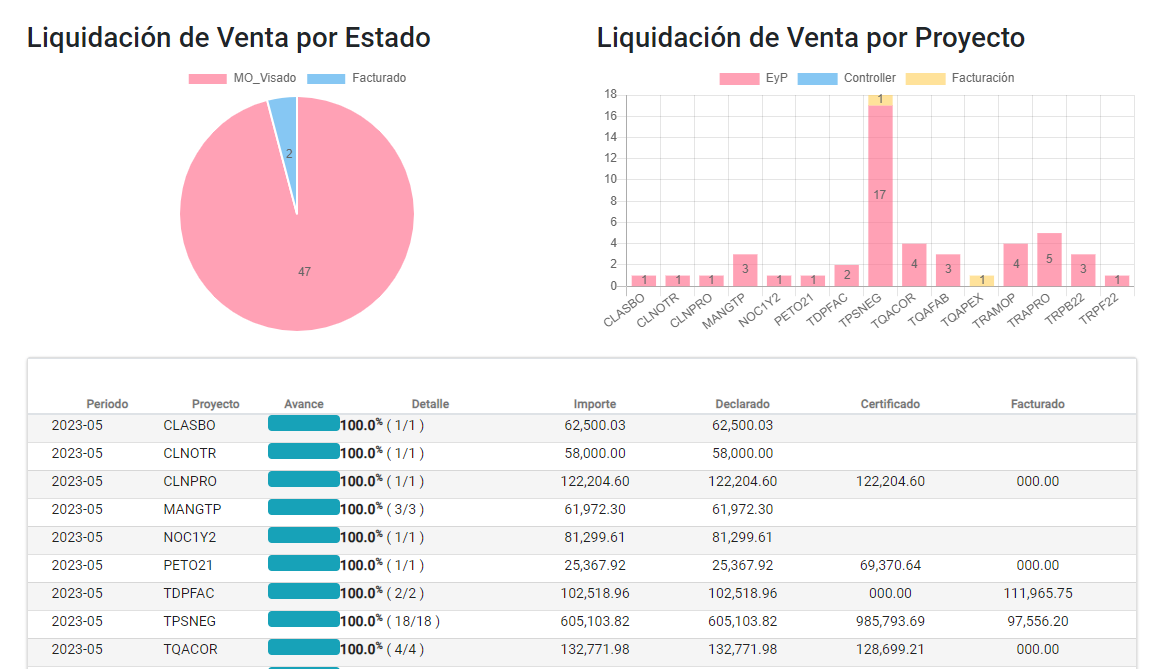 Liquidación de Venta por Estado
MO_Visado Facturado
2
47
Liquidación de Venta por Proyecto
EyP Controller Facturación
18
16
14
12
10
8
6
4
2
0
1 1 1 3 1 1 2 17 1 4 3 1 4 5 3 1
CLASBO CLNOTR CLNPRO MANGTP NOC1Y2 PETO21 TDPFAC TPSNEG TQACOR TQAFAB TQAPEX TRAMOP TRAPRO TRPB22 TRPF22
Periodo Proyecto Avance Detalle Importe Declarado Certificado Facturado
2023-05 CLASBO 100.0% ( 1/1 ) 62,500.03 62,500.03
2023-05 CLNOTR 100.0% ( 1/1 ) 58,000.00 58,000.00
2023-05 CLNPRO 100.0% ( 1/1 ) 122,204.60 122,204.60 122,204.60 000.00
2023-05 MANGTP 100.0% ( 3/3 ) 61,972.30 61,972.30
2023-05 NOC1Y2 100.0% ( 1/1 ) 81,299.61 81,299.61
2023-05 PETO21 100.0% ( 1/1 ) 25,367.92 25,367.92 69,370.64 000.00
2023-05 TDPFAC 100.0% ( 2/2 ) 102,518.96 102,518.96 000.00 111,965.75
2023-05 TPSNEG 100.0% ( 18/18 ) 605,103.82 605,103.82 985,793.69 97,556.20
2023-05 TQACOR 100.0% ( 4/4 ) 132,771.98 132,771.98 128,699.21 000.00